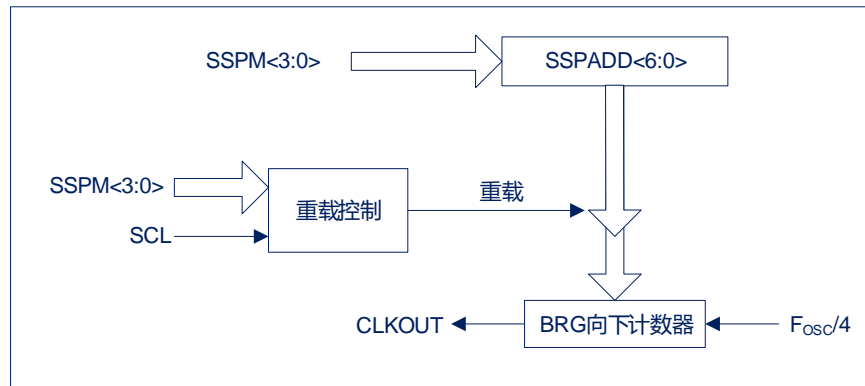 SSPM<3:0>
SSPADD<6:0>
SSPM<3:0>
重载控制
重载
SCL
CLKOUT
BRG向下计数器
FOSC/4